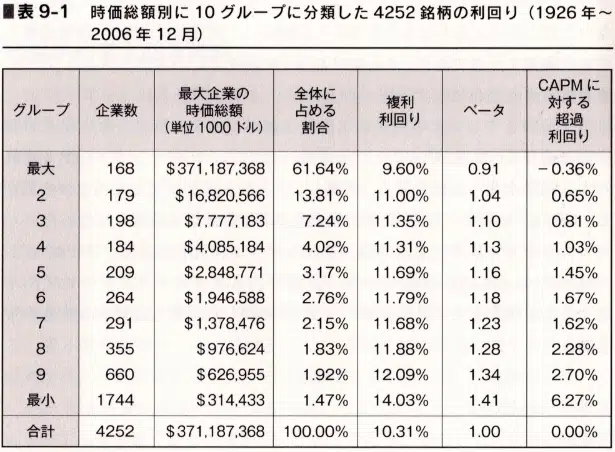 ■表 9-1 時価総額別に 10 グループに分類した 4252 銘柄の利回り(1926 年〜
2006 年 12 月)
グループ 企業数 最大企業の時価総額(単位 1000 ドル) 全体に占める割合 複利利回り ベータ CAPM に対する超過利回り
最大 168 $371,187,368 61.64% 9.60% 0.91 −0.36%
2 179 $16,820,566 13.81% 11.00% 1.04 0.65%
3 198 $7,777,183 7.24% 11.35% 1.10 0.81%
4 184 $4,085,184 4.02% 11.31% 1.13 1.03%
5 209 $2,848,771 3.17% 11.69% 1.16 1.45%
6 264 $1,946,588 2.76% 11.79% 1.18 1.67%
7 291 $1,378,476 2.15% 11.68% 1.23 1.62%
8 355 $976,624 1.83% 11.88% 1.28 2.28%
9 660 $626,955 1.92% 12.09% 1.34 2.70%
最小 1744 $314,433 1.47% 14.03% 1.41 6.27%
合計 4252 $371,187,368 100.00% 10.31% 1.00 0.00%